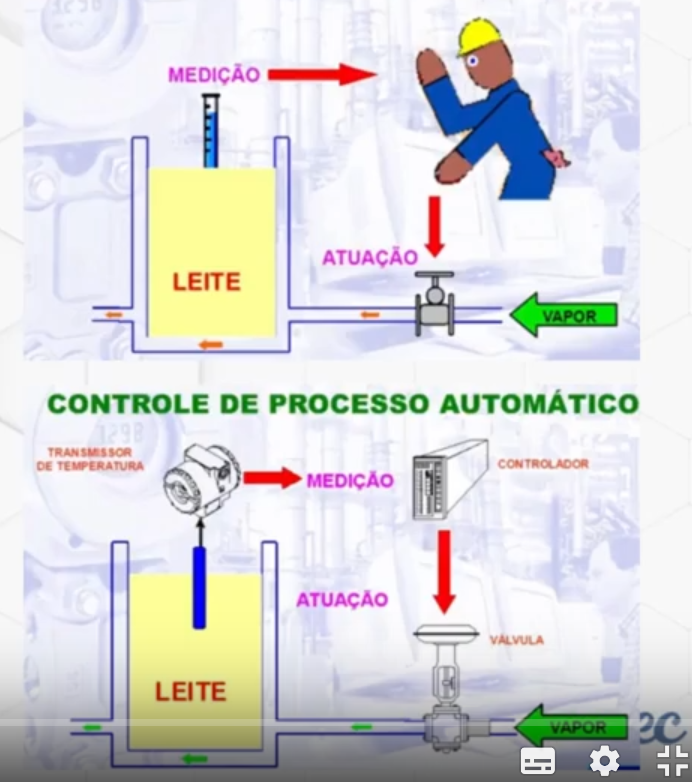 MEDIÇÃO
ATUAÇÃO
LEITE
VAPOR
CONTROLE DE PROCESSO AUTOMÁTICO
TRANSMISSOR
DE TEMPERATURA
MEDIÇÃO
CONTROLADOR
ATUAÇÃO
VÁLVULA
LEITE
VAPOR